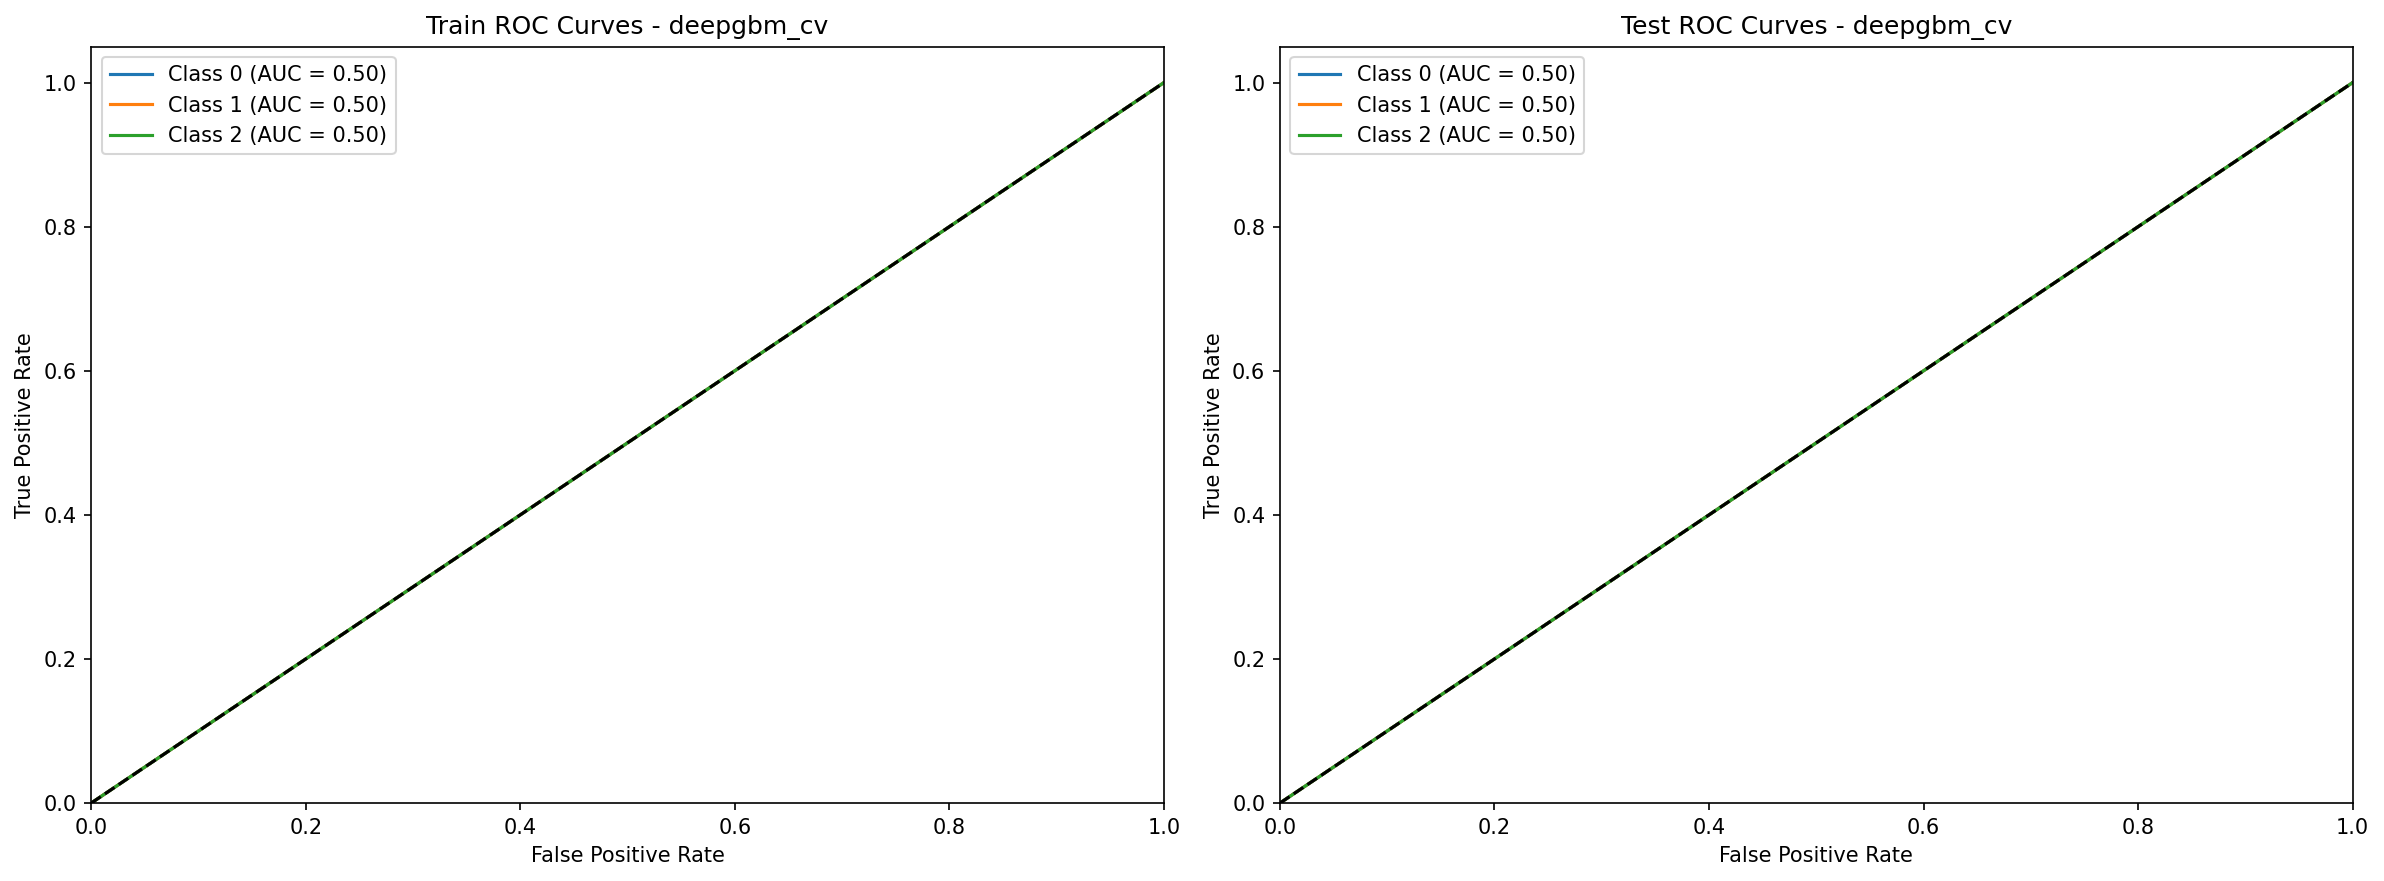 Train ROC Curves - deepgbm_cv
Class 0 (AUC = 0.50)
Class 1 (AUC = 0.50)
Class 2 (AUC = 0.50)
True Positive Rate
1.0
0.8
0.6
0.4
0.2
0.0
0.0 0.2 0.4 0.6 0.8 1.0
False Positive Rate
Test ROC Curves - deepgbm_cv
Class 0 (AUC = 0.50)
Class 1 (AUC = 0.50)
Class 2 (AUC = 0.50)
True Positive Rate
1.0
0.8
0.6
0.4
0.2
0.0
0.0 0.2 0.4 0.6 0.8 1.0
False Positive Rate